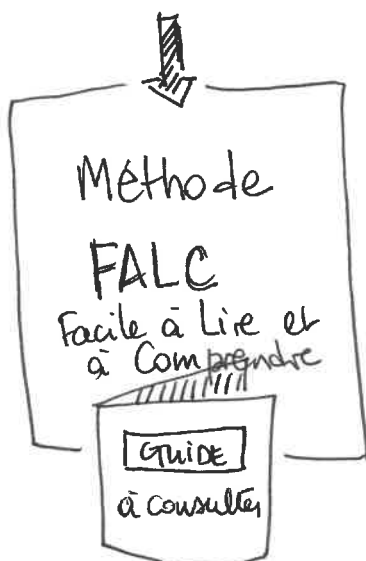 Méthode
FALC
Facile à Lire et
à Comprendre
GUIDE
à consulter